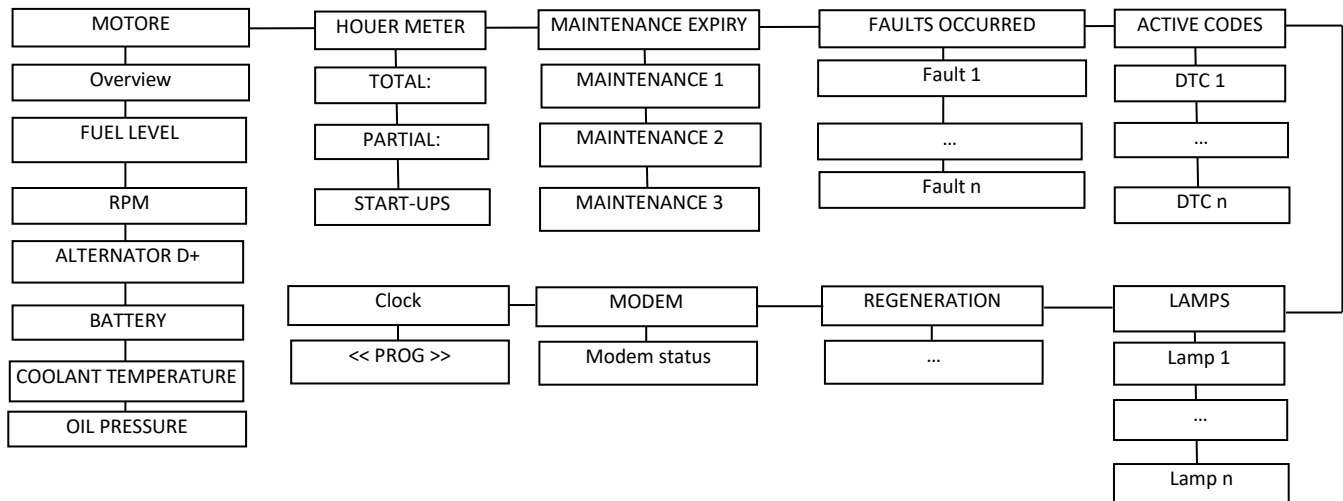 MOTORE
Overview
FUEL LEVEL
RPM
ALTERNATOR D+
BATTERY
COOLANT TEMPERATURE
OIL PRESSURE
HOUER METER
TOTAL:
PARTIAL:
START-UPS
MAINTENANCE EXPIRY
MAINTENANCE 1
MAINTENANCE 2
MAINTENANCE 3
FAULTS OCCURRED
Fault 1
...
Fault n
ACTIVE CODES
DTC 1
...
DTC n
LAMPS
Lamp 1
...
Lamp n
REGENERATION
...
MODEM
Modem status
Clock
<< PROG >>